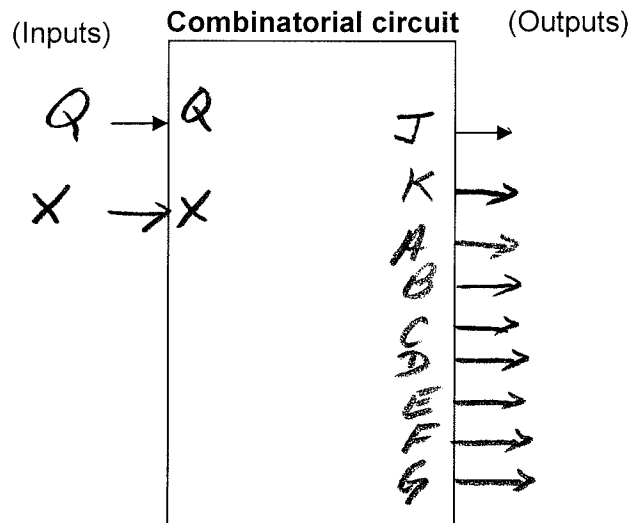 (Inputs) Combinatorial circuit (Outputs)
Q Q J
K
X X
A
B
C
D
E
F
G